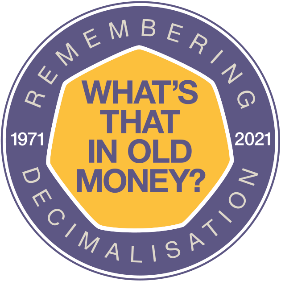 REMEMBERING
1971
WHAT'S
THAT
IN OLD
MONEY?
2021
DECIMALISATION